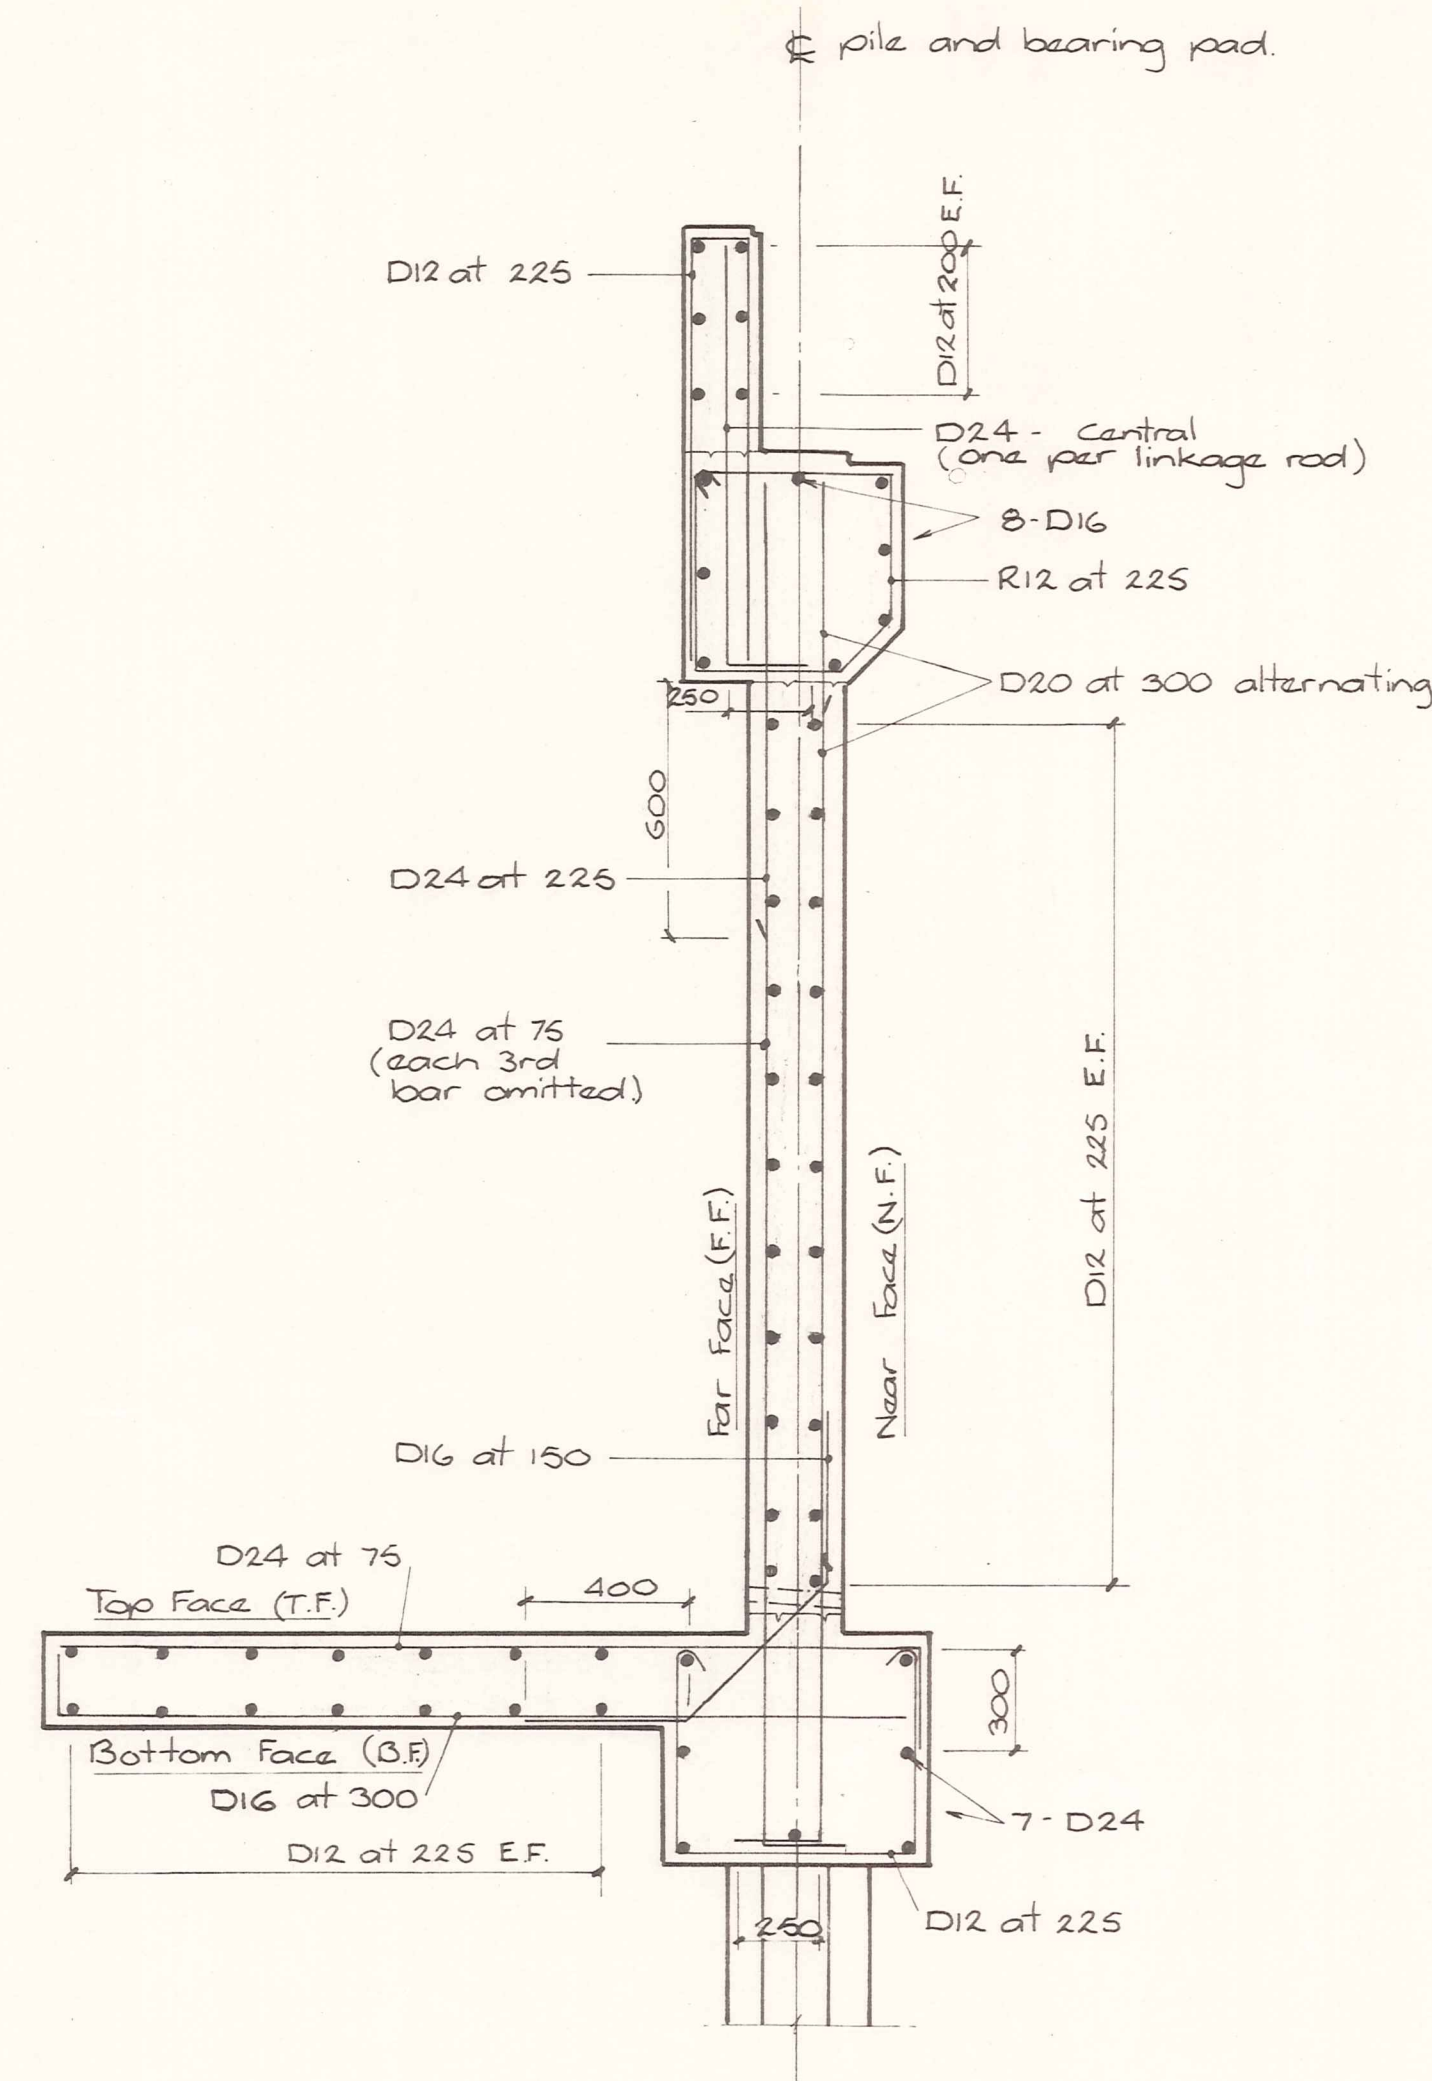 ℄ pile and bearing pad.
D12 at 225
D12 at 200 E.F.
D24 - central
(one per linkage rod)
8-D16
R12 at 225
D20 at 300 alternating
250
600
D24 at 225
D24 at 75
(each 3rd
bar omitted)
D12 at 225 E.F.
Far Face (F.F.)
Near Face (N.F.)
D16 at 150
D24 at 75
Top Face (T.F.)
400
300
Bottom Face (B.F)
D16 at 300
D12 at 225 E.F.
7-D24
D12 at 225
250